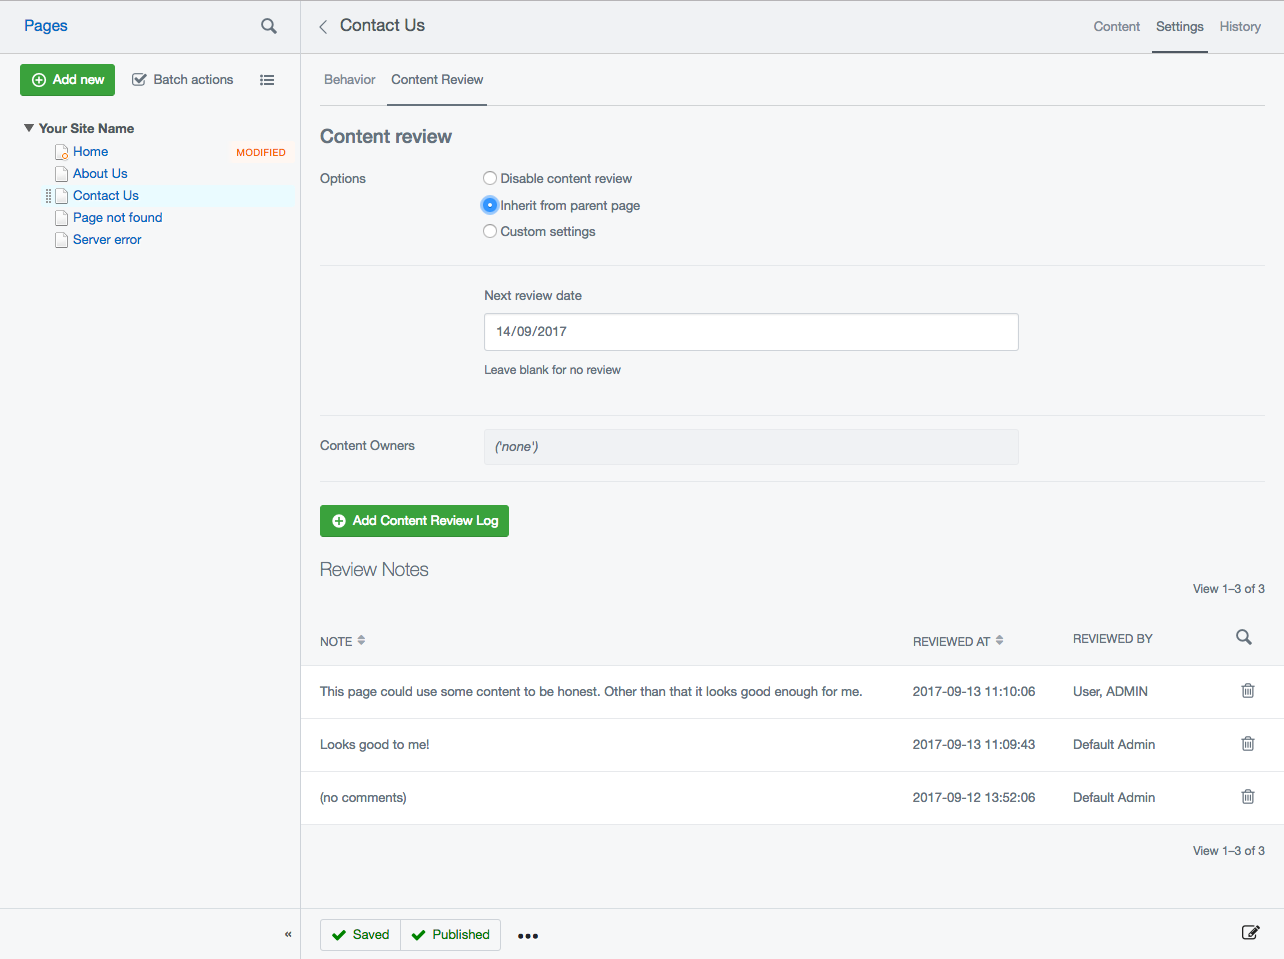 Pages
Contact Us
Content Settings History
Add new Batch actions
Behavior Content Review
Your Site Name
Home MODIFIED
About Us
Contact Us
Page not found
Server error
Content review
Options
Disable content review
Inherit from parent page
Custom settings
Next review date
14/09/2017
Leave blank for no review
Content Owners ('none')
Add Content Review Log
Review Notes
View 1–3 of 3
NOTE REVIEWED AT REVIEWED BY
This page could use some content to be honest. Other than that it looks good enough for me. 2017-09-13 11:10:06 User, ADMIN
Looks good to me! 2017-09-13 11:09:43 Default Admin
(no comments) 2017-09-12 13:52:06 Default Admin
View 1–3 of 3
« Saved Published